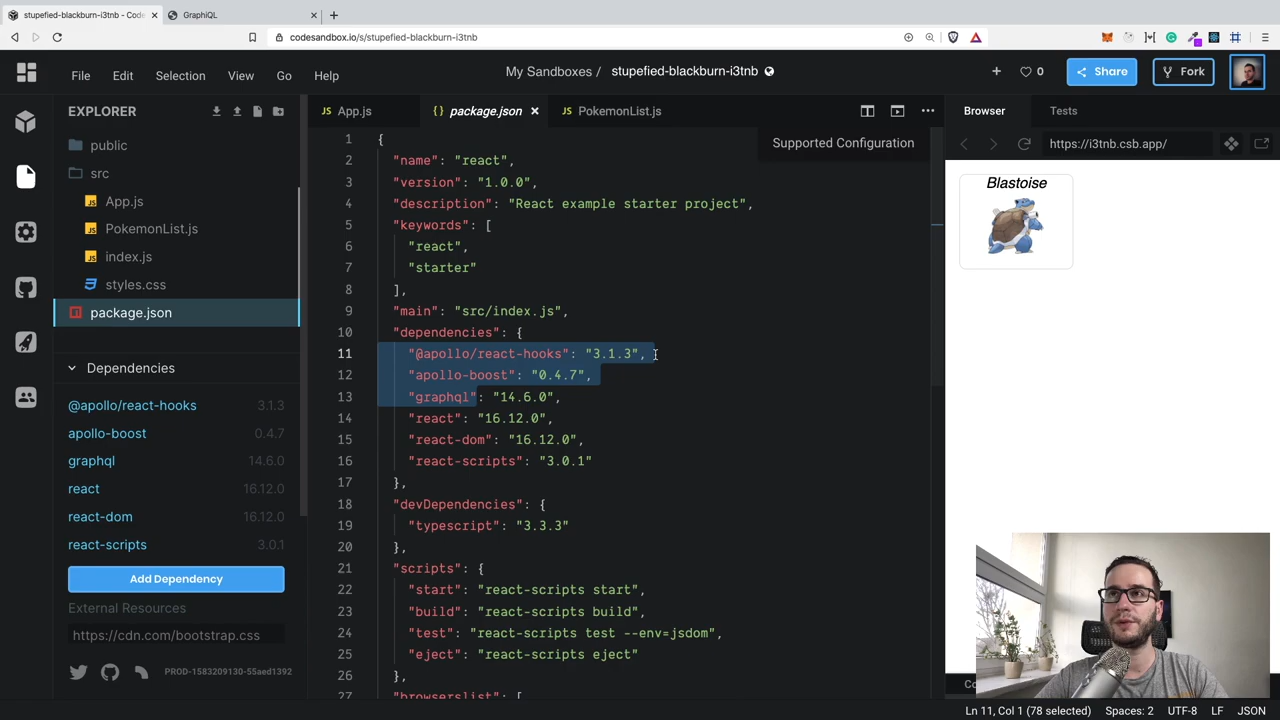 stupefied-blackburn-i3tnb - Code
GraphiQL
codesandbox.io/s/stupefied-blackburn-i3tnb
File Edit Selection View Go Help
My Sandboxes / stupefied-blackburn-i3tnb
0
Share
Fork
EXPLORER
public
src
App.js
PokemonList.js
index.js
styles.css
package.json
Dependencies
@apollo/react-hooks 3.1.3
apollo-boost 0.4.7
graphql 14.6.0
react 16.12.0
react-dom 16.12.0
react-scripts 3.0.1
Add Dependency
External Resources
https://cdn.com/bootstrap.css
PROD-1583209130-55aed1392
JS App.js
{ } package.json
JS PokemonList.js
Supported Configuration
1 {
2 "name": "react",
3 "version": "1.0.0",
4 "description": "React example starter project",
5 "keywords": [
6 "react",
7 "starter"
8 ],
9 "main": "src/index.js",
10 "dependencies": {
11 "@apollo/react-hooks": "3.1.3",
12 "apollo-boost": "0.4.7",
13 "graphql": "14.6.0",
14 "react": "16.12.0",
15 "react-dom": "16.12.0",
16 "react-scripts": "3.0.1"
17 },
18 "devDependencies": {
19 "typescript": "3.3.3"
20 },
21 "scripts": {
22 "start": "react-scripts start",
23 "build": "react-scripts build",
24 "test": "react-scripts test --env=jsdom",
25 "eject": "react-scripts eject"
26 },
27 "browserslist": [
Browser Tests
https://i3tnb.csb.app/
Blastoise
Ln 11, Col 1 (78 selected) Spaces: 2 UTF-8 LF JSON